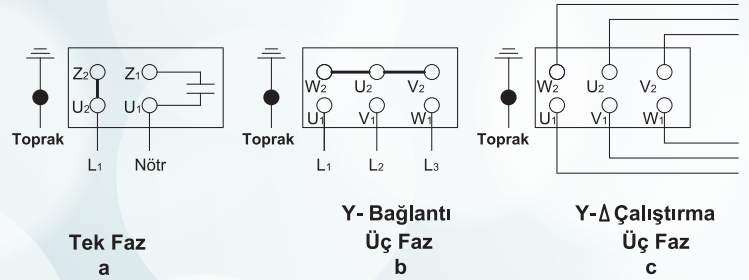 Z2 Z1
U2 U1
Toprak
L1 Nötr
Tek Faz
a
W2 U2 V2
U1 V1 W1
Toprak
L1 L2 L3
Y- Bağlantı
Üç Faz
b
W2 U2 V2
U1 V1 W1
Toprak
Y-Δ Çalıştırma
Üç Faz
c